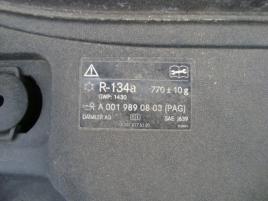 R-134a 770 ± 10 g
GWP: 1430
A 001 989 08 03 (PAG)
DAIMLER AG SAE J639